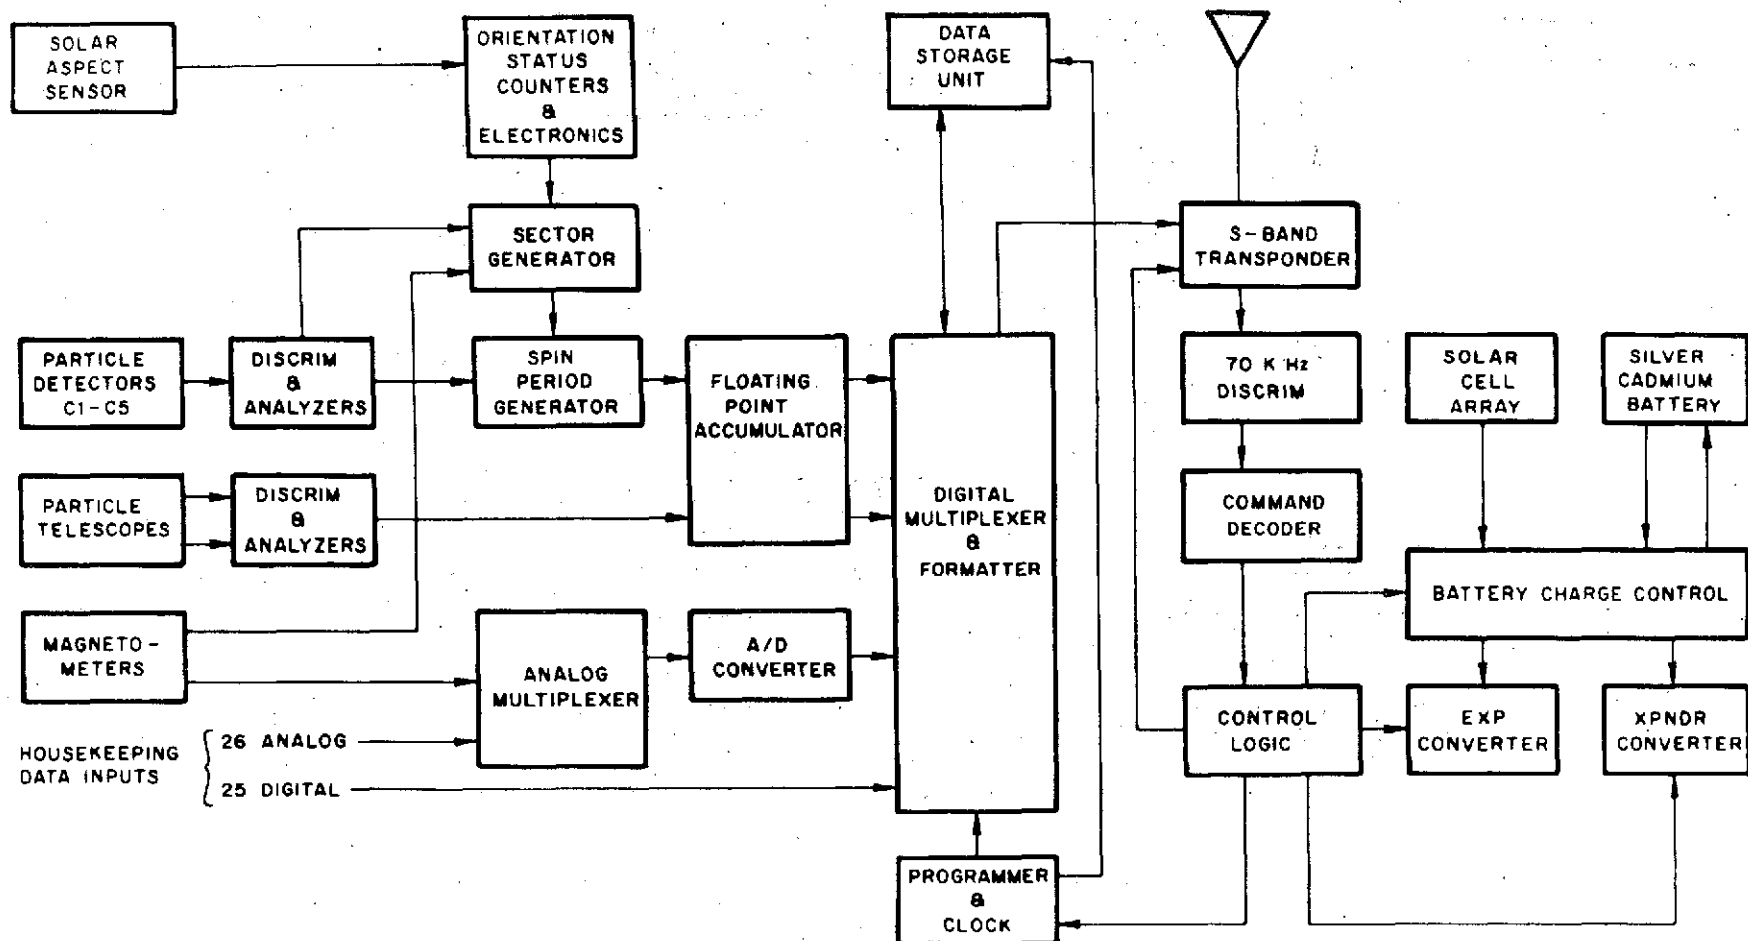 SOLAR
ASPECT
SENSOR
ORIENTATION
STATUS
COUNTERS
&
ELECTRONICS
DATA
STORAGE
UNIT
SECTOR
GENERATOR
S-BAND
TRANSPONDER
PARTICLE
DETECTORS
C1-C5
DISCRIM
&
ANALYZERS
SPIN
PERIOD
GENERATOR
FLOATING
POINT
ACCUMULATOR
70 K Hz
DISCRIM
SOLAR
CELL
ARRAY
SILVER
CADMIUM
BATTERY
PARTICLE
TELESCOPES
DISCRIM
&
ANALYZERS
DIGITAL
MULTIPLEXER
&
FORMATTER
COMMAND
DECODER
BATTERY CHARGE CONTROL
MAGNETO-
METERS
ANALOG
MULTIPLEXER
A/D
CONVERTER
CONTROL
LOGIC
EXP
CONVERTER
XPNDR
CONVERTER
HOUSEKEEPING
DATA INPUTS
26 ANALOG
25 DIGITAL
PROGRAMMER
&
CLOCK